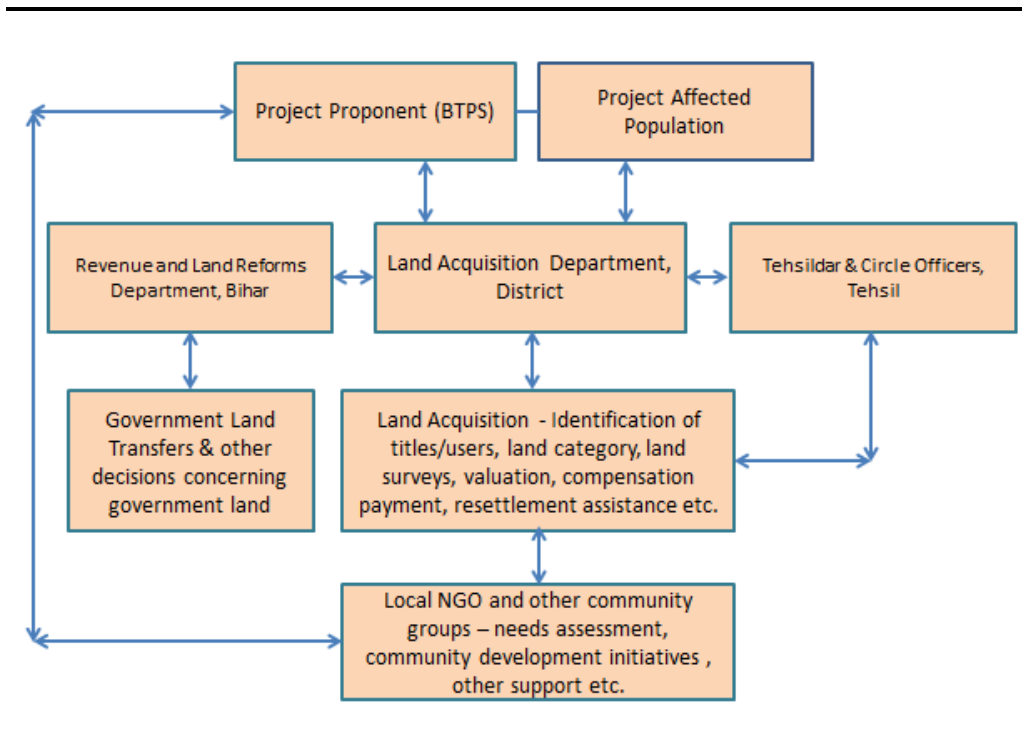 Project Proponent (BTPS)
Project Affected
Population
Revenue and Land Reforms
Department, Bihar
Land Acquisition Department,
District
Tehsildar & Circle Officers,
Tehsil
Government Land
Transfers & other
decisions concerning
government land
Land Acquisition - Identification of
titles/users, land category, land
surveys, valuation, compensation
payment, resettlement assistance etc.
Local NGO and other community
groups – needs assessment,
community development initiatives ,
other support etc.